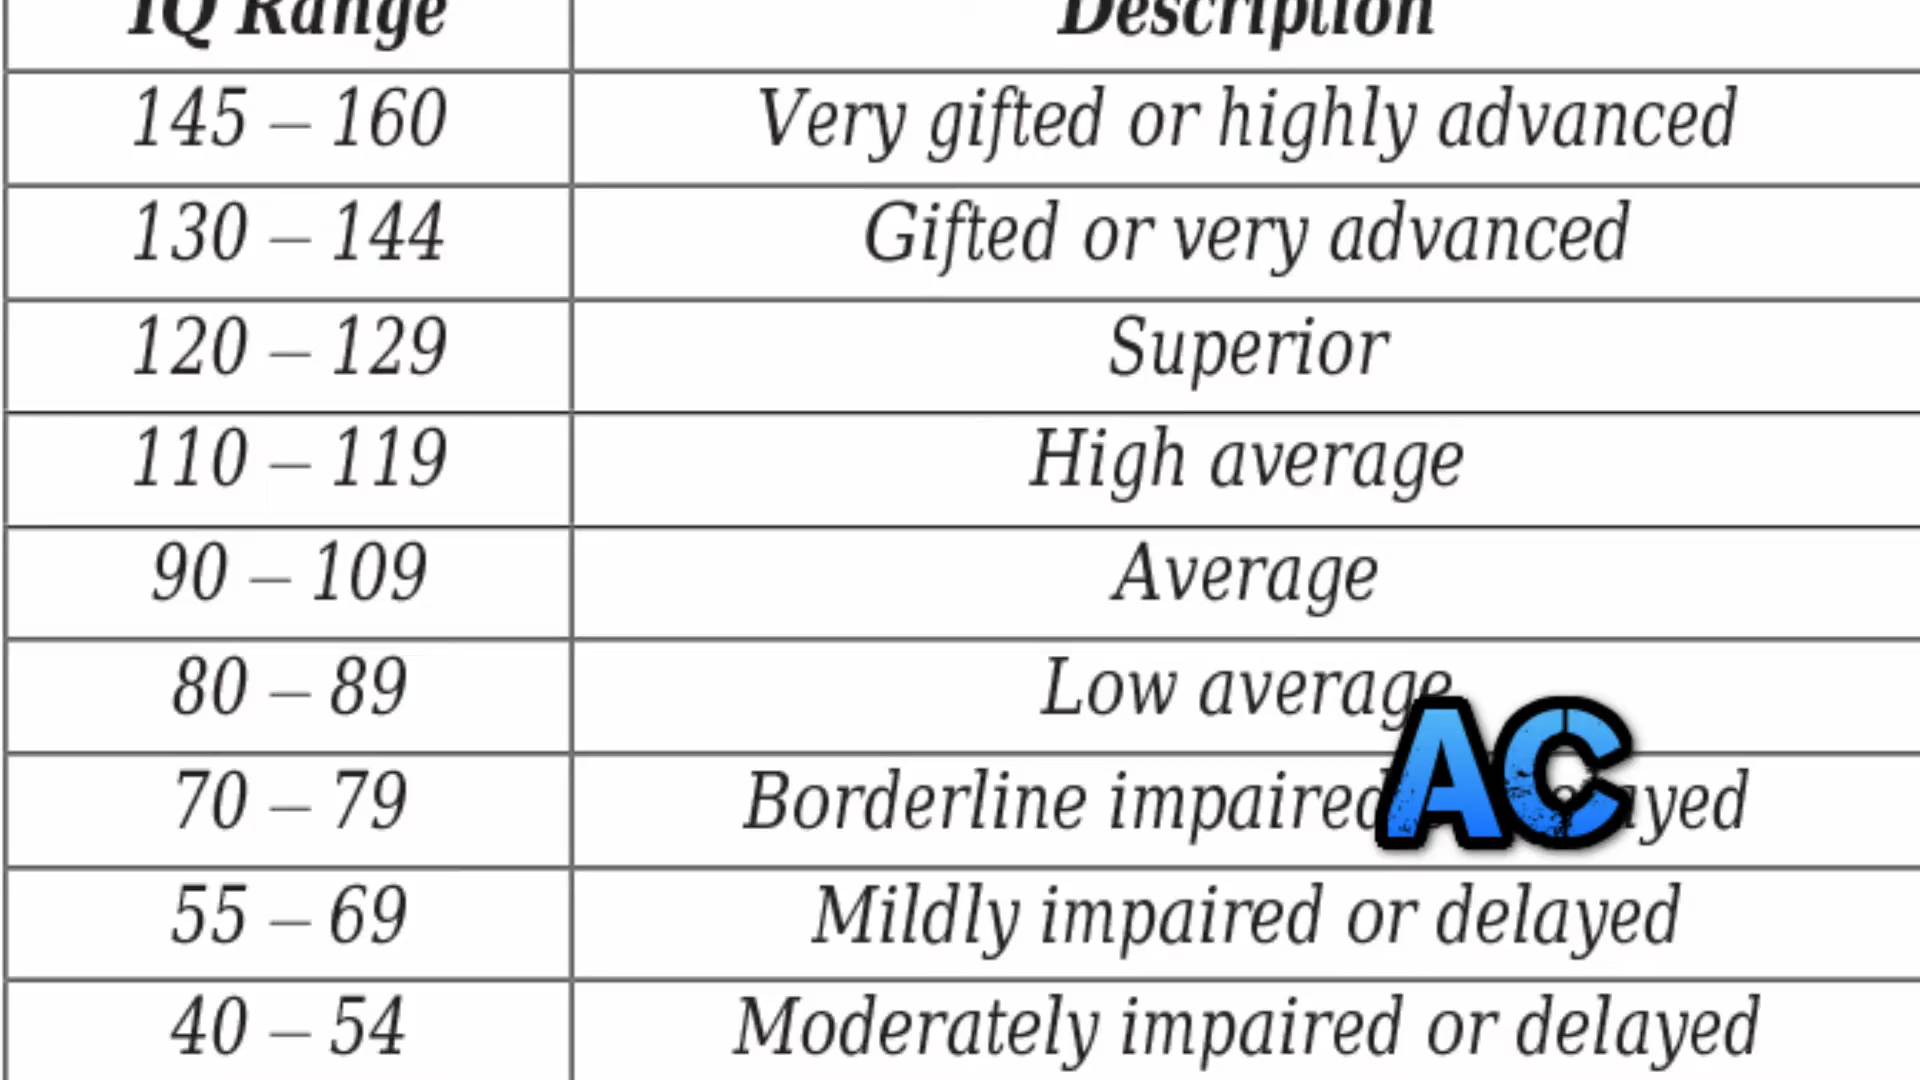 IQ Range Description
145 – 160 Very gifted or highly advanced
130 – 144 Gifted or very advanced
120 – 129 Superior
110 – 119 High average
90 – 109 Average
80 – 89 Low average
70 – 79 Borderline impaired
AC
55 – 69 Mildly impaired or delayed
40 – 54 Moderately impaired or delayed